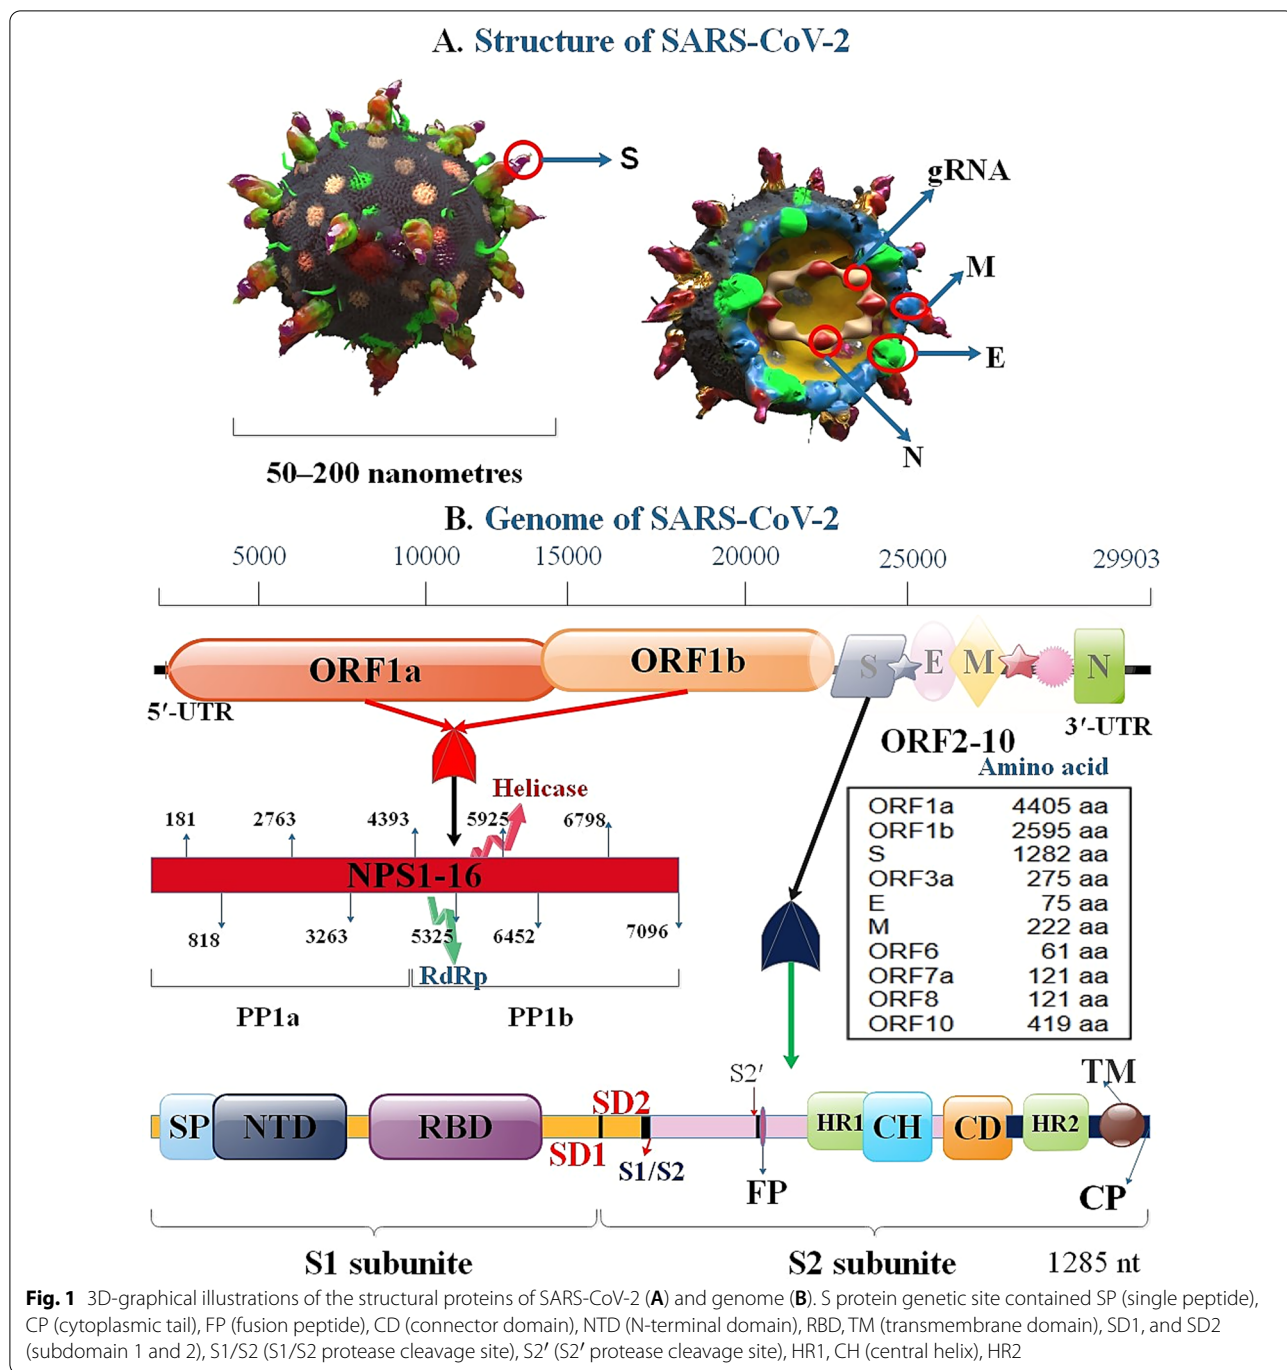 A. Structure of SARS-CoV-2
S
gRNA
M
E
N
50–200 nanometres
B. Genome of SARS-CoV-2
5000 10000 15000 20000 25000 29903
ORF1a ORF1b S E M N
5′-UTR 3′-UTR
ORF2-10
Amino acid
ORF1a 4405 aa
ORF1b 2595 aa
S 1282 aa
ORF3a 275 aa
E 75 aa
M 222 aa
ORF6 61 aa
ORF7a 121 aa
ORF8 121 aa
ORF10 419 aa
Helicase
181 2763 4393 5925 6798
NPS1-16
818 3263 5325 6452 7096
RdRp
PP1a PP1b
S2′ TM
SP NTD RBD SD2 HR1 CH CD HR2
SD1 S1/S2 FP CP
S1 subunite S2 subunite 1285 nt
Fig. 1 3D-graphical illustrations of the structural proteins of SARS-CoV-2 (A) and genome (B). S protein genetic site contained SP (single peptide),
CP (cytoplasmic tail), FP (fusion peptide), CD (connector domain), NTD (N-terminal domain), RBD, TM (transmembrane domain), SD1, and SD2
(subdomain 1 and 2), S1/S2 (S1/S2 protease cleavage site), S2′ (S2′ protease cleavage site), HR1, CH (central helix), HR2